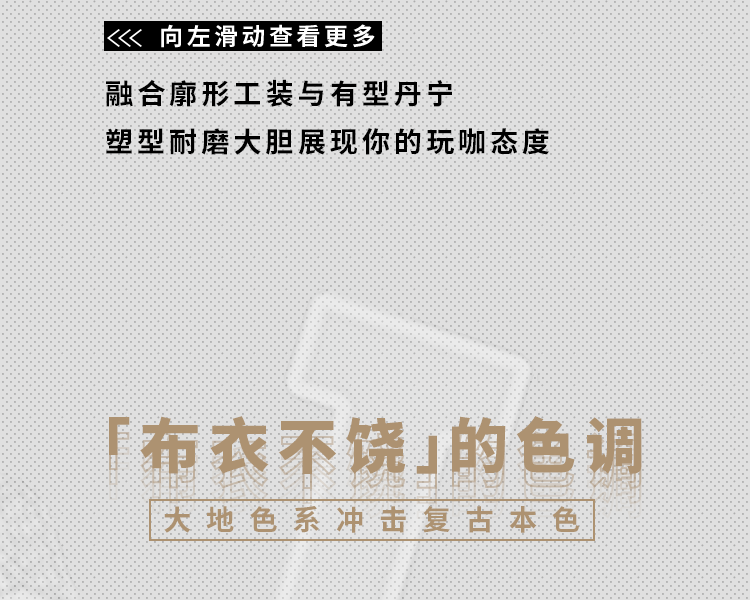 <<< 向左滑动查看更多
融合廓形工装与有型丹宁
塑型耐磨大胆展现你的玩咖态度
「布衣不饶」的色调
大地色系冲击复古本色